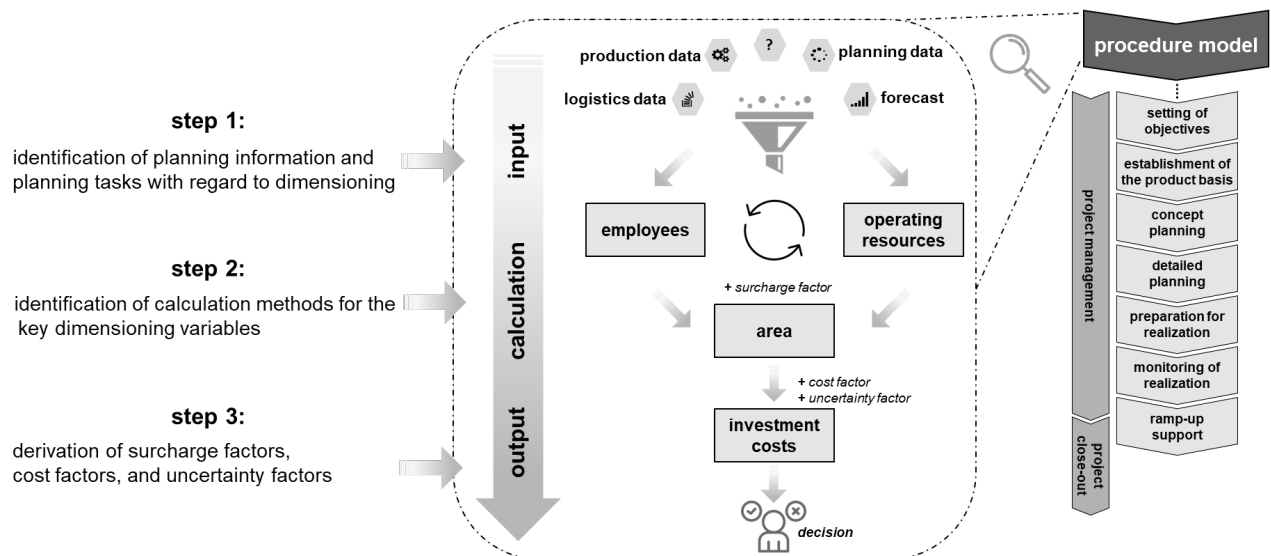 step 1:
identification of planning information and
planning tasks with regard to dimensioning
step 2:
identification of calculation methods for the
key dimensioning variables
step 3:
derivation of surcharge factors,
cost factors, and uncertainty factors
input
calculation
output
?
production data
planning data
logistics data
forecast
employees
operating
resources
+ surcharge factor
area
+ cost factor
+ uncertainty factor
investment
costs
decision
procedure model
project management
project
close-out
setting of
objectives
establishment of
the product basis
concept
planning
detailed
planning
preparation for
realization
monitoring of
realization
ramp-up
support